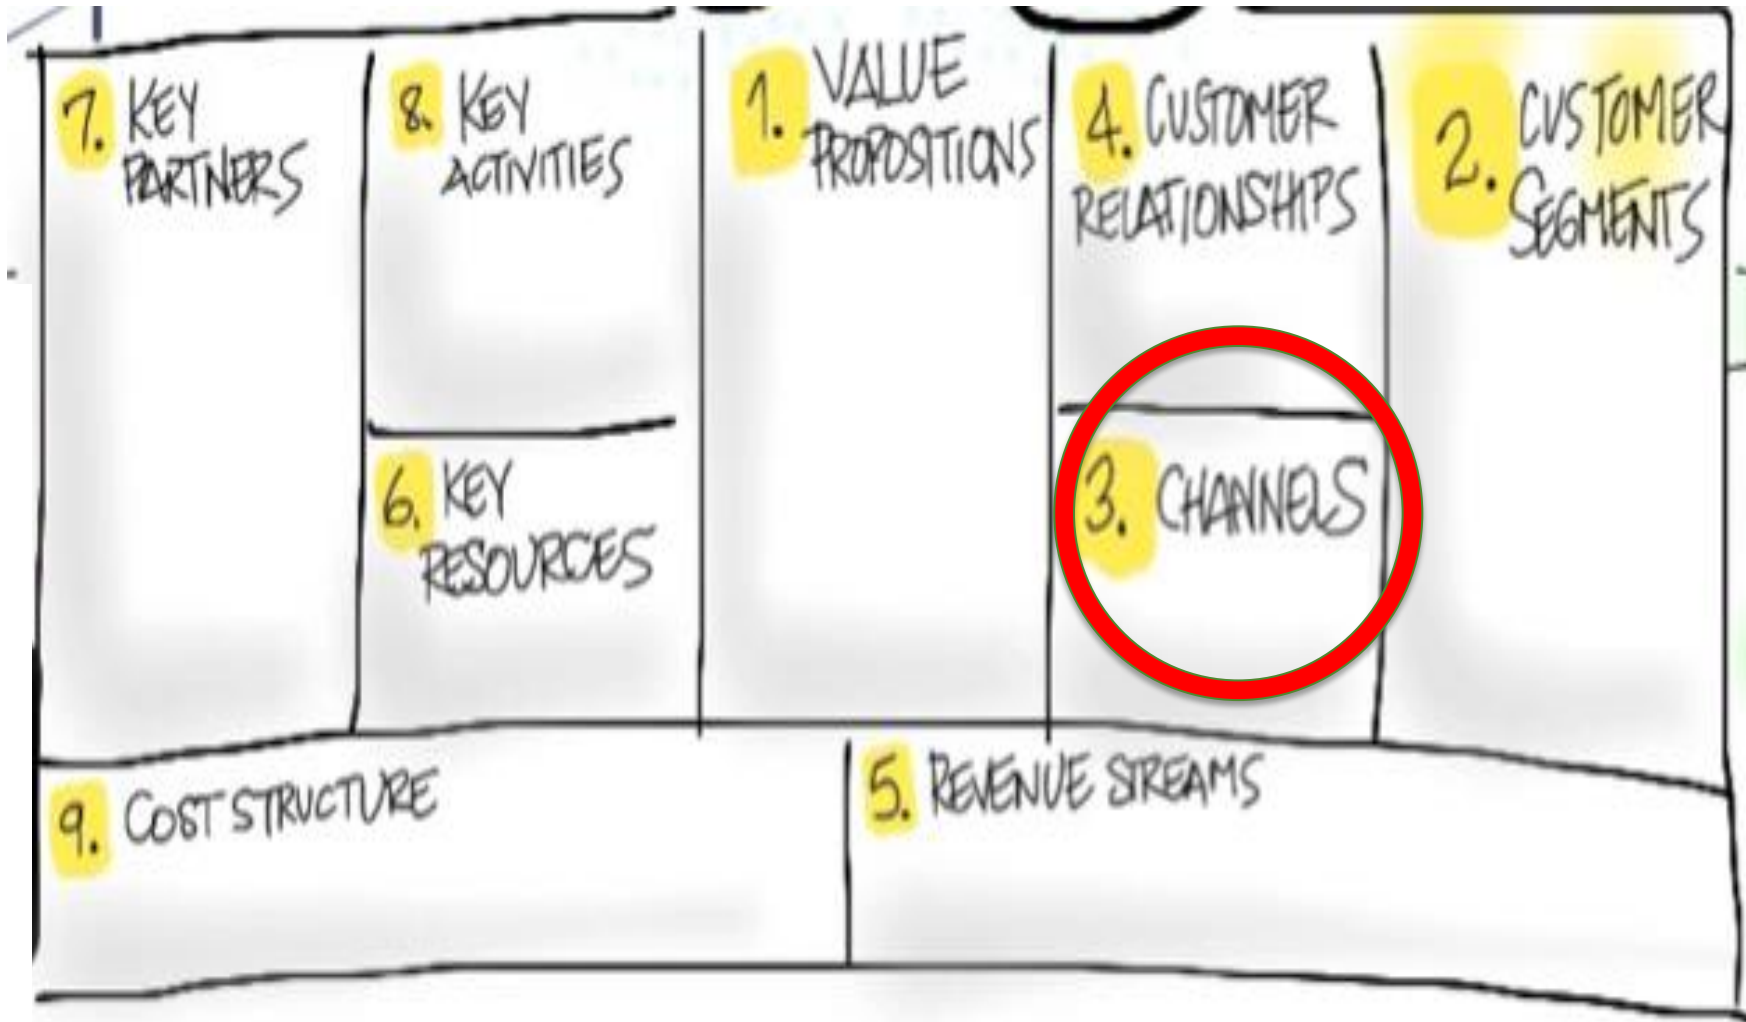 7. KEY
PARTNERS
8. KEY
ACTIVITIES
6. KEY
RESOURCES
1. VALUE
PROPOSITIONS
4. CUSTOMER
RELATIONSHIPS
3. CHANNELS
2. CUSTOMER
SEGMENTS
9. COST STRUCTURE
5. REVENUE STREAMS